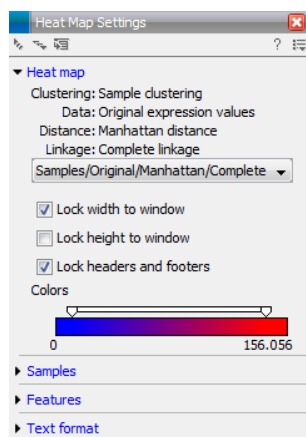 Heat Map Settings
?
Heat map
Clustering: Sample clustering
Data: Original expression values
Distance: Manhattan distance
Linkage: Complete linkage
Samples/Original/Manhattan/Complete
Lock width to window
Lock height to window
Lock headers and footers
Colors
0 156.056
Samples
Features
Text format